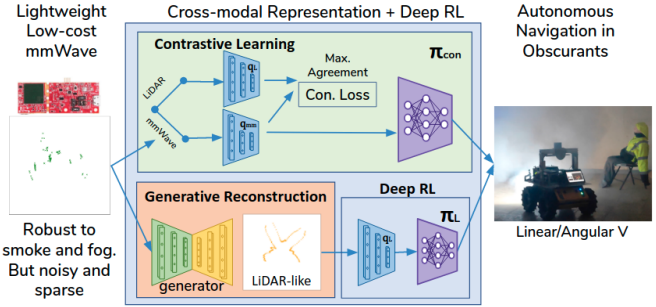 Lightweight
Low-cost
mmWave
Robust to
smoke and fog.
But noisy and
sparse
Cross-modal Representation + Deep RL
Contrastive Learning
πcon
LiDAR
mmWave
qL
qmm
Max.
Agreement
Con. Loss
Generative Reconstruction
generator
LiDAR-like
Deep RL
qL
πL
Autonomous
Navigation in
Obscurants
Linear/Angular V